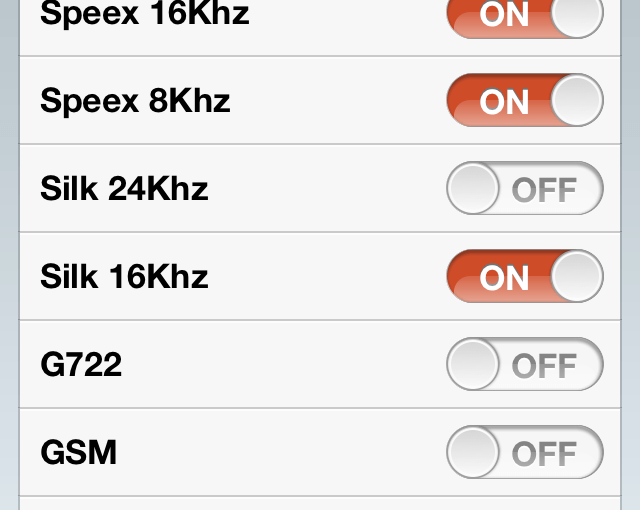 Speex 16Khz ON
Speex 8Khz ON
Silk 24Khz OFF
Silk 16Khz ON
G722 OFF
GSM OFF